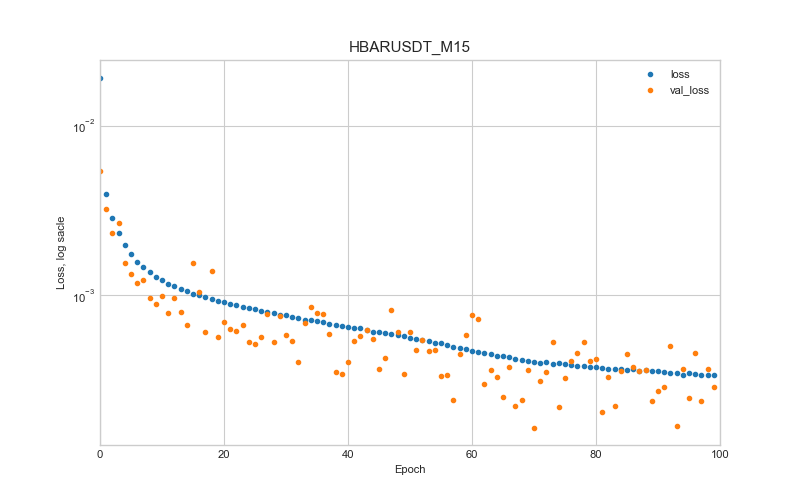 HBARUSDT_M15
loss
val_loss
10⁻²
10⁻³
Loss, log sacle
0 20 40 60 80 100
Epoch